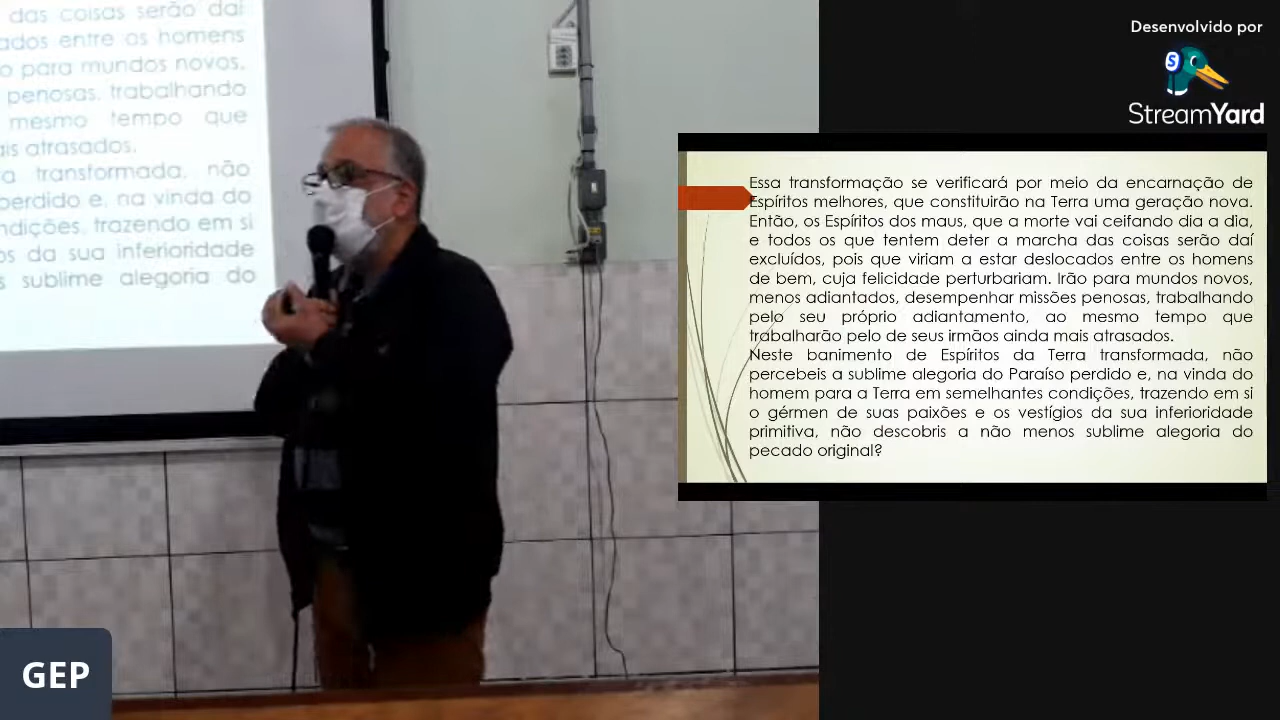 das coisas serão daí
ados entre os homens
o para mundos novos,
penosas, trabalhando
mesmo tempo que
ais atrasados.
a transformada, não
perdido e, na vinda do
ndições, trazendo em si
os da sua inferioridade
s sublime alegoria do
GEP
Desenvolvido por
S
StreamYard
Essa transformação se verificará por meio da encarnação de
Espíritos melhores, que constituirão na Terra uma geração nova.
Então, os Espíritos dos maus, que a morte vai ceifando dia a dia,
e todos os que tentem deter a marcha das coisas serão daí
excluídos, pois que viriam a estar deslocados entre os homens
de bem, cuja felicidade perturbariam. Irão para mundos novos,
menos adiantados, desempenhar missões penosas, trabalhando
pelo seu próprio adiantamento, ao mesmo tempo que
trabalharão pelo de seus irmãos ainda mais atrasados.
Neste banimento de Espíritos da Terra transformada, não
percebeis a sublime alegoria do Paraíso perdido e, na vinda do
homem para a Terra em semelhantes condições, trazendo em si
o gérmen de suas paixões e os vestígios da sua inferioridade
primitiva, não descobris a não menos sublime alegoria do
pecado original?